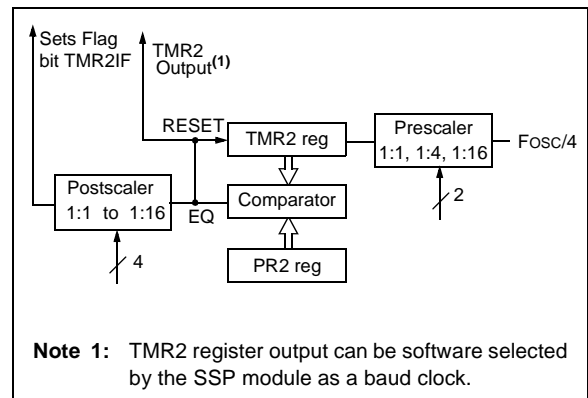 Sets Flag
bit TMR2IF
TMR2
Output(1)
RESET
TMR2 reg
Prescaler
1:1, 1:4, 1:16
FOSC/4
2
Postscaler
1:1 to 1:16
EQ
Comparator
4
PR2 reg
Note 1: TMR2 register output can be software selected
by the SSP module as a baud clock.